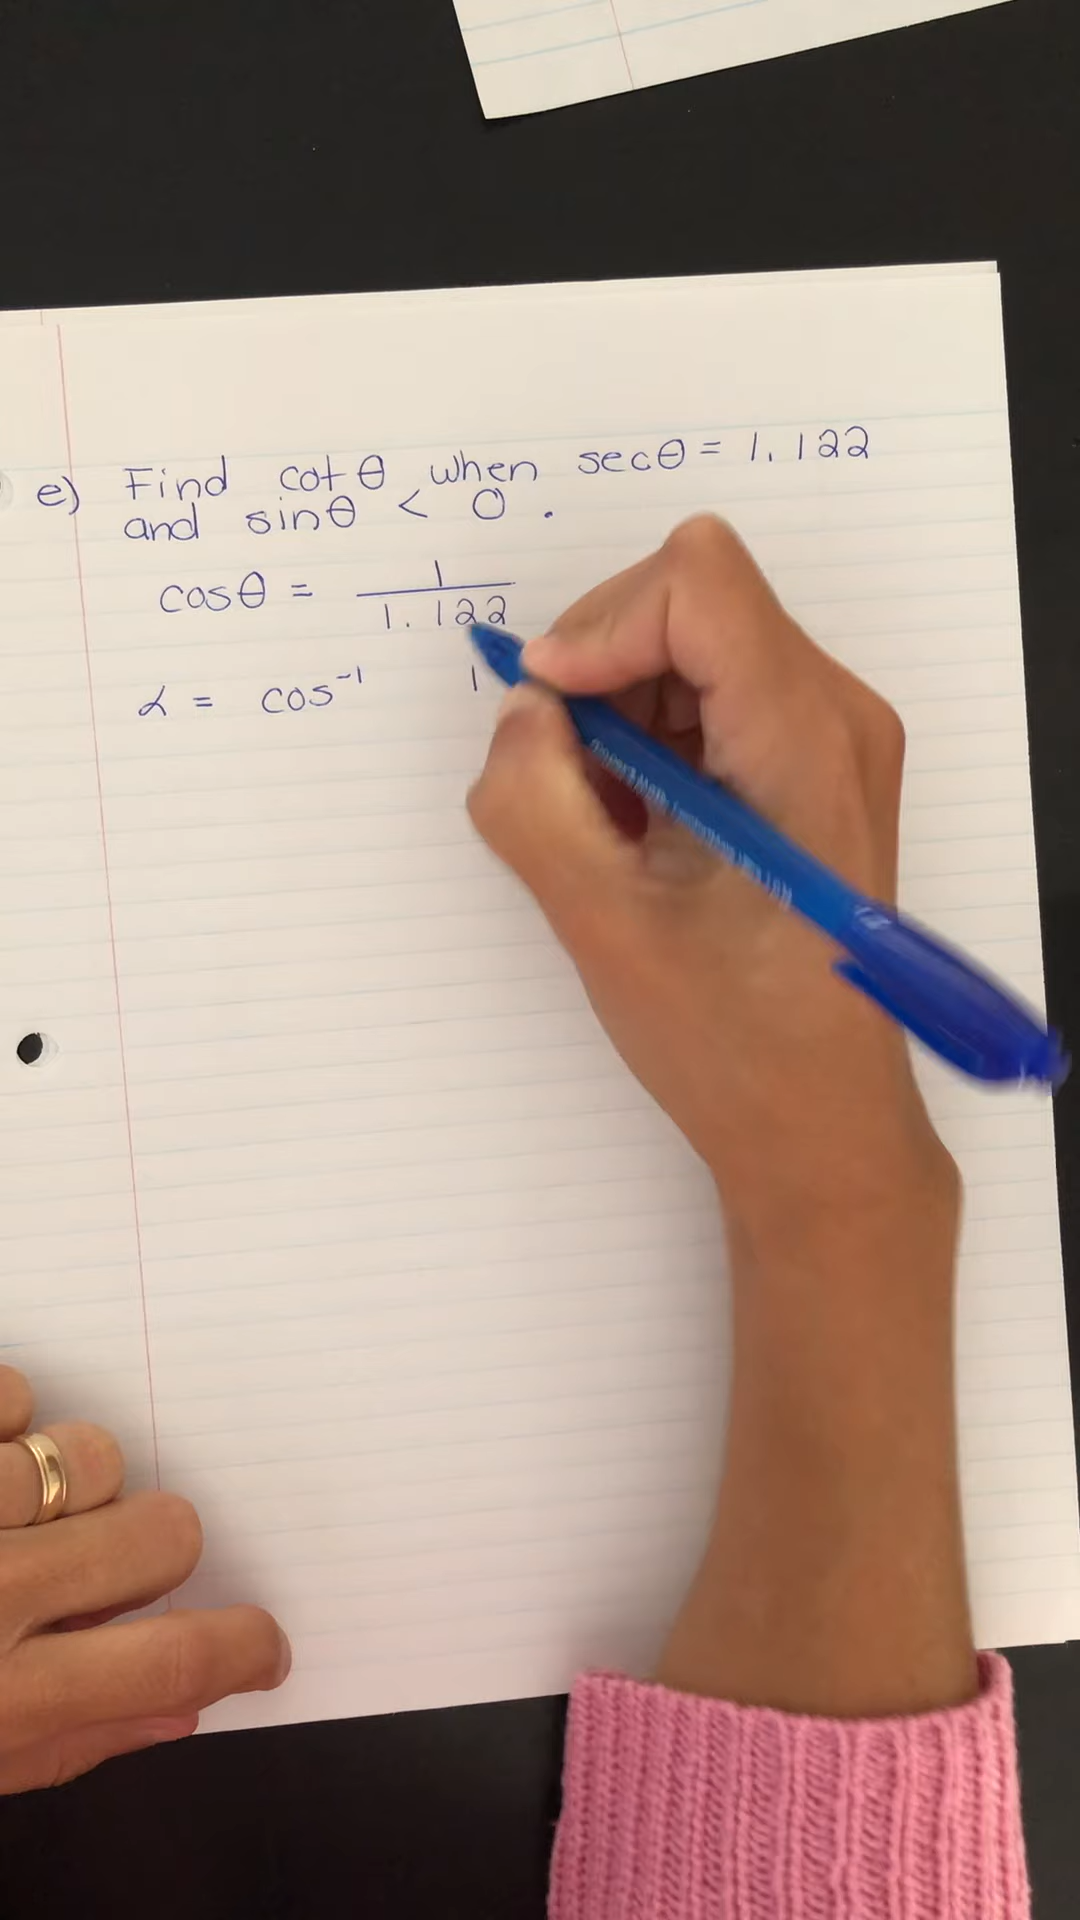 e) Find cot θ when sec θ = 1.122
and sin θ < 0.
cos θ = 1/1.122
α = cos⁻¹ 1